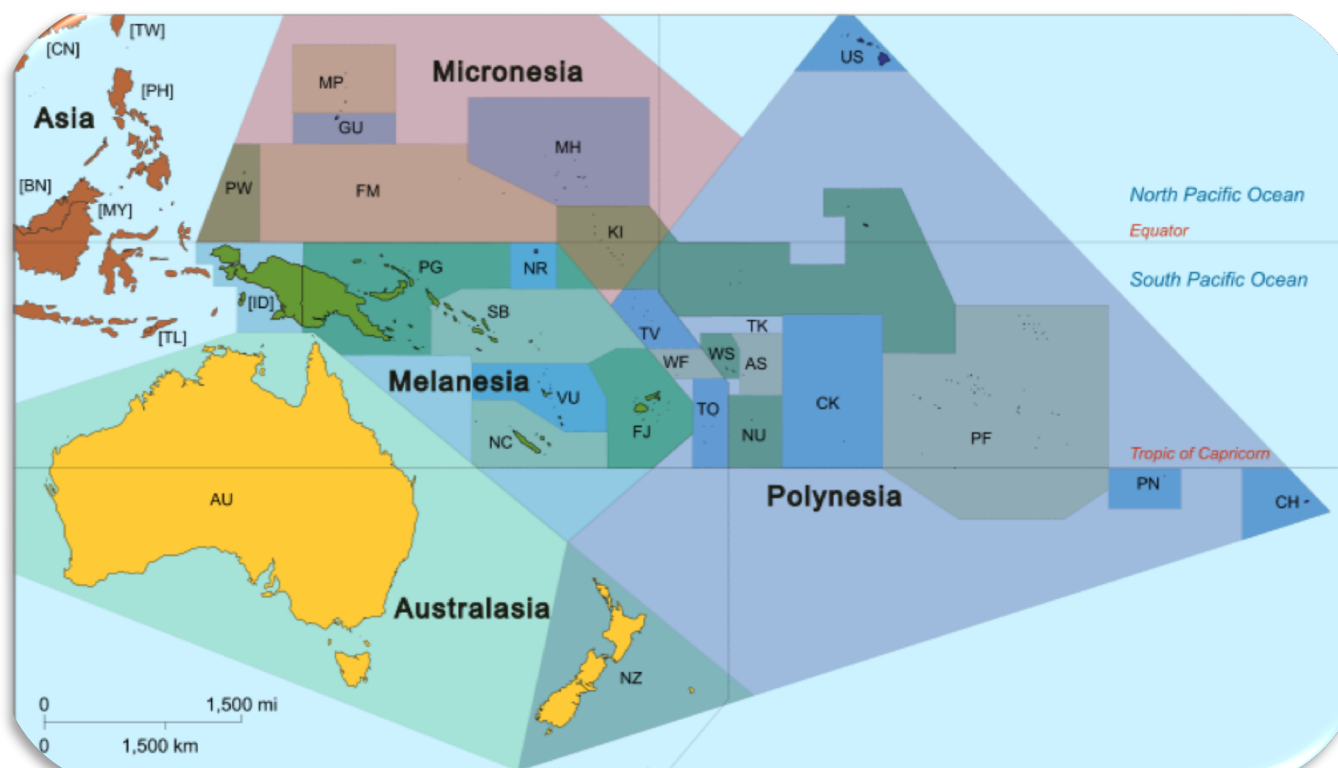 [TW]
[CN]
US
Micronesia
MP
[PH]
Asia
GU
MH
[BN]
PW
FM
North Pacific Ocean
[MY]
KI
Equator
PG
NR
South Pacific Ocean
[ID]
SB
[TL]
TV
TK
WF
WS
AS
Melanesia
VU
TO
CK
FJ
NU
PF
NC
Tropic of Capricorn
AU
Polynesia
PN
CH
Australasia
NZ
0
1,500 mi
0
1,500 km